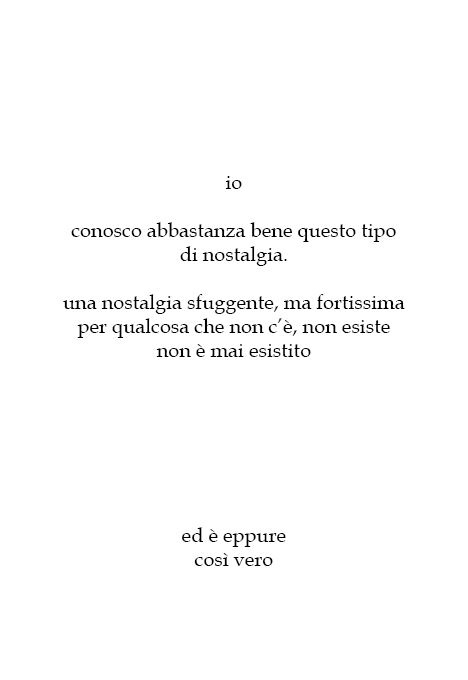 io
conosco abbastanza bene questo tipo
di nostalgia.
una nostalgia sfuggente, ma fortissima
per qualcosa che non c’è, non esiste
non è mai esistito
ed è eppure
così vero